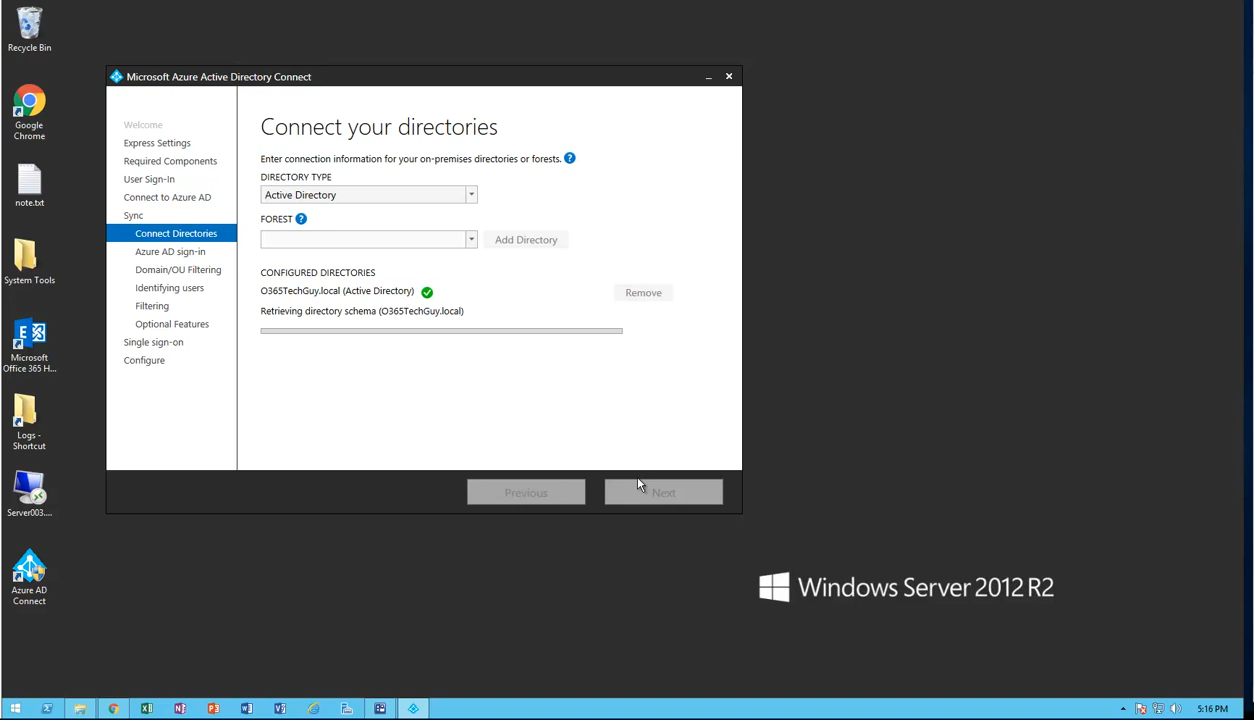 Recycle Bin
Google
Chrome
note.txt
System Tools
Microsoft
Office 365 H...
Logs -
Shortcut
Server003....
Azure AD
Connect
Microsoft Azure Active Directory Connect
Welcome
Express Settings
Required Components
User Sign-In
Connect to Azure AD
Sync
Connect Directories
Azure AD sign-in
Domain/OU Filtering
Identifying users
Filtering
Optional Features
Single sign-on
Configure
Connect your directories
Enter connection information for your on-premises directories or forests. ?
DIRECTORY TYPE
Active Directory
FOREST ?
Add Directory
CONFIGURED DIRECTORIES
O365TechGuy.local (Active Directory)
Remove
Retrieving directory schema (O365TechGuy.local)
Previous
Next
Windows Server 2012 R2
5:16 PM